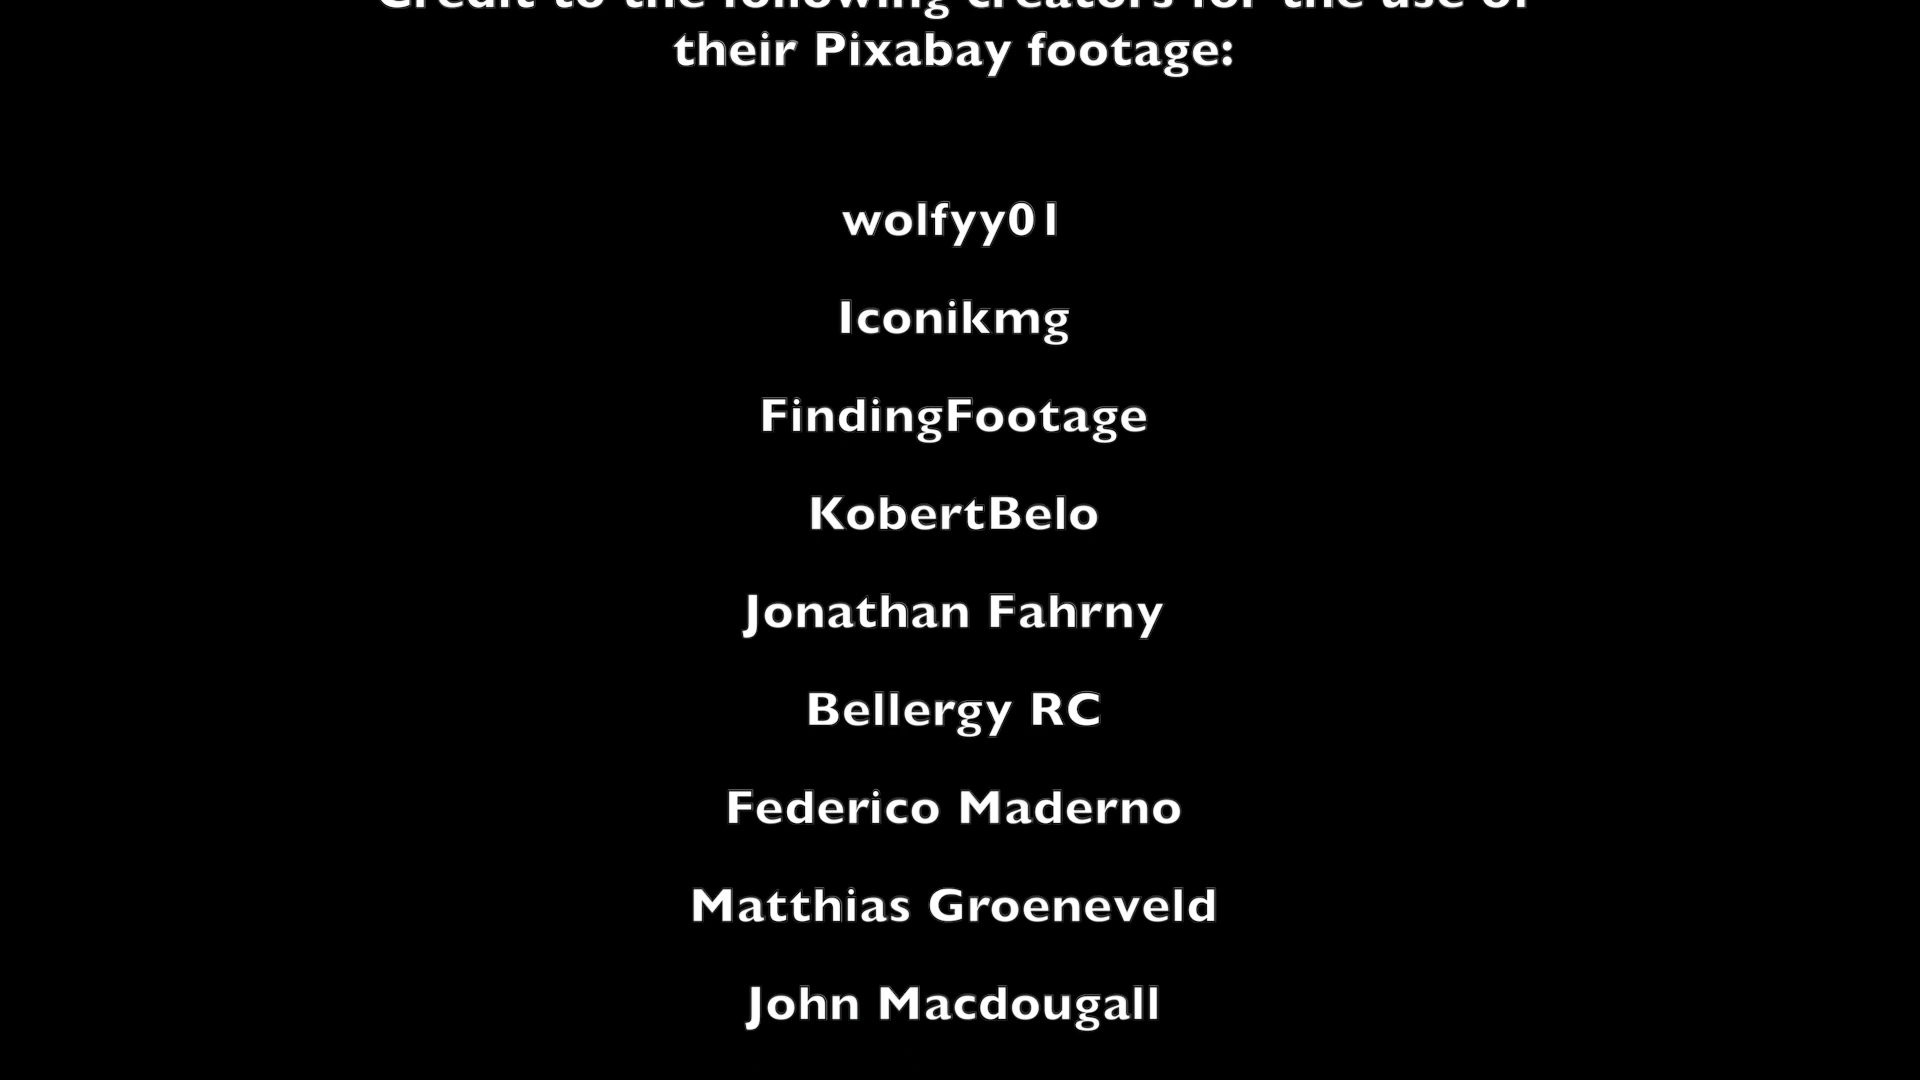 Credit to the following creators for the use of
their Pixabay footage:
wolfyy01
Iconikmg
FindingFootage
KobertBelo
Jonathan Fahrny
Bellergy RC
Federico Maderno
Matthias Groeneveld
John Macdougall